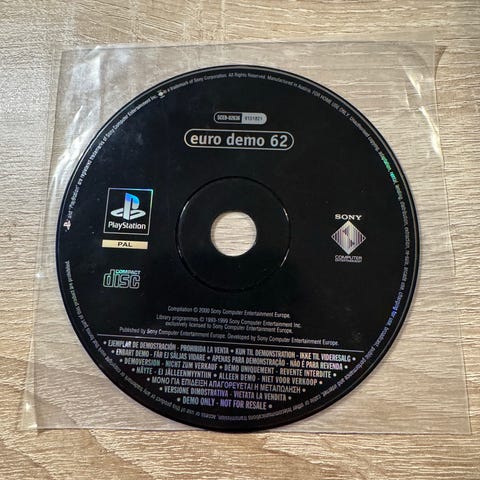 SCED-02636 0101821
euro demo 62
PlayStation
PAL
SONY
COMPUTER
ENTERTAINMENT
COMPACT
disc
Compilation © 2000 Sony Computer Entertainment Europe.
Library programmes © 1993-1999 Sony Computer Entertainment Inc.
exclusively licensed to Sony Computer Entertainment Europe.
Published by Sony Computer Entertainment Europe. Developed by Sony Computer Entertainment Europe.
EJEMPLAR DE DEMOSTRACIÓN - PROHIBIDA LA VENTA - KUN TIL DEMONSTRATION - IKKE TIL VIDERESALG
ENBART DEMO - FÅR EJ SÄLJAS VIDARE - APENAS PARA DEMONSTRAÇÃO - NÃO É PARA REVENDA
DEMOVERSION - NICHT ZUM VERKAUF - DEMO UNIQUEMENT - REVENTE INTERDITE
NÄYTE - EI JÄLLEENMYYNTIIN - ALLEEN DEMO - NIET VOOR VERKOOP
ΜΟΝΟ ΓΙΑ ΕΠΙΔΕΙΞΗ ΑΠΑΓΟΡΕΥΕΤΑΙ Η ΜΕΤΑΠΩΛΗΣΗ
VERSIONE DIMOSTRATIVA - VIETATA LA VENDITA
DEMO ONLY - NOT FOR RESALE